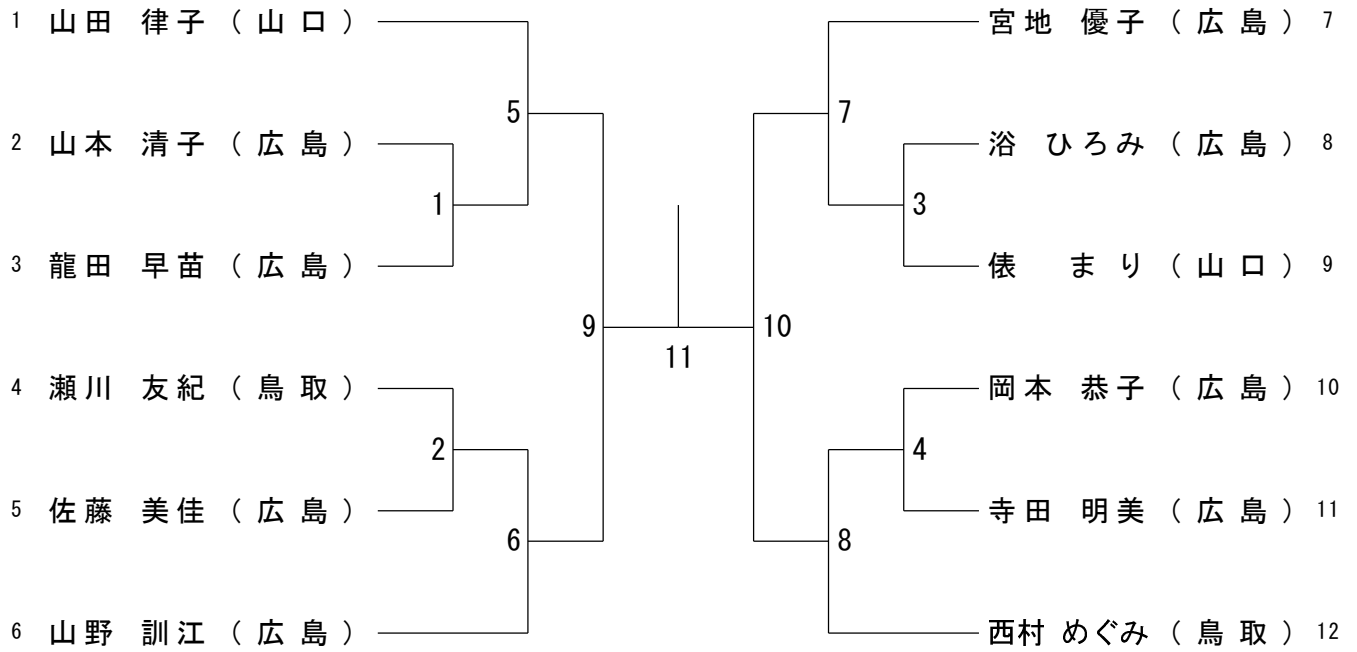 1 山田 律子 ( 山口 )
2 山本 清子 ( 広島 )
3 龍田 早苗 ( 広島 )
4 瀬川 友紀 ( 鳥取 )
5 佐藤 美佳 ( 広島 )
6 山野 訓江 ( 広島 )
5
1
9
2
6
11
7
3
10
4
8
宮地 優子 ( 広島 ) 7
浴 ひろみ ( 広島 ) 8
俵 まり ( 山口 ) 9
岡本 恭子 ( 広島 ) 10
寺田 明美 ( 広島 ) 11
西村 めぐみ ( 鳥取 ) 12